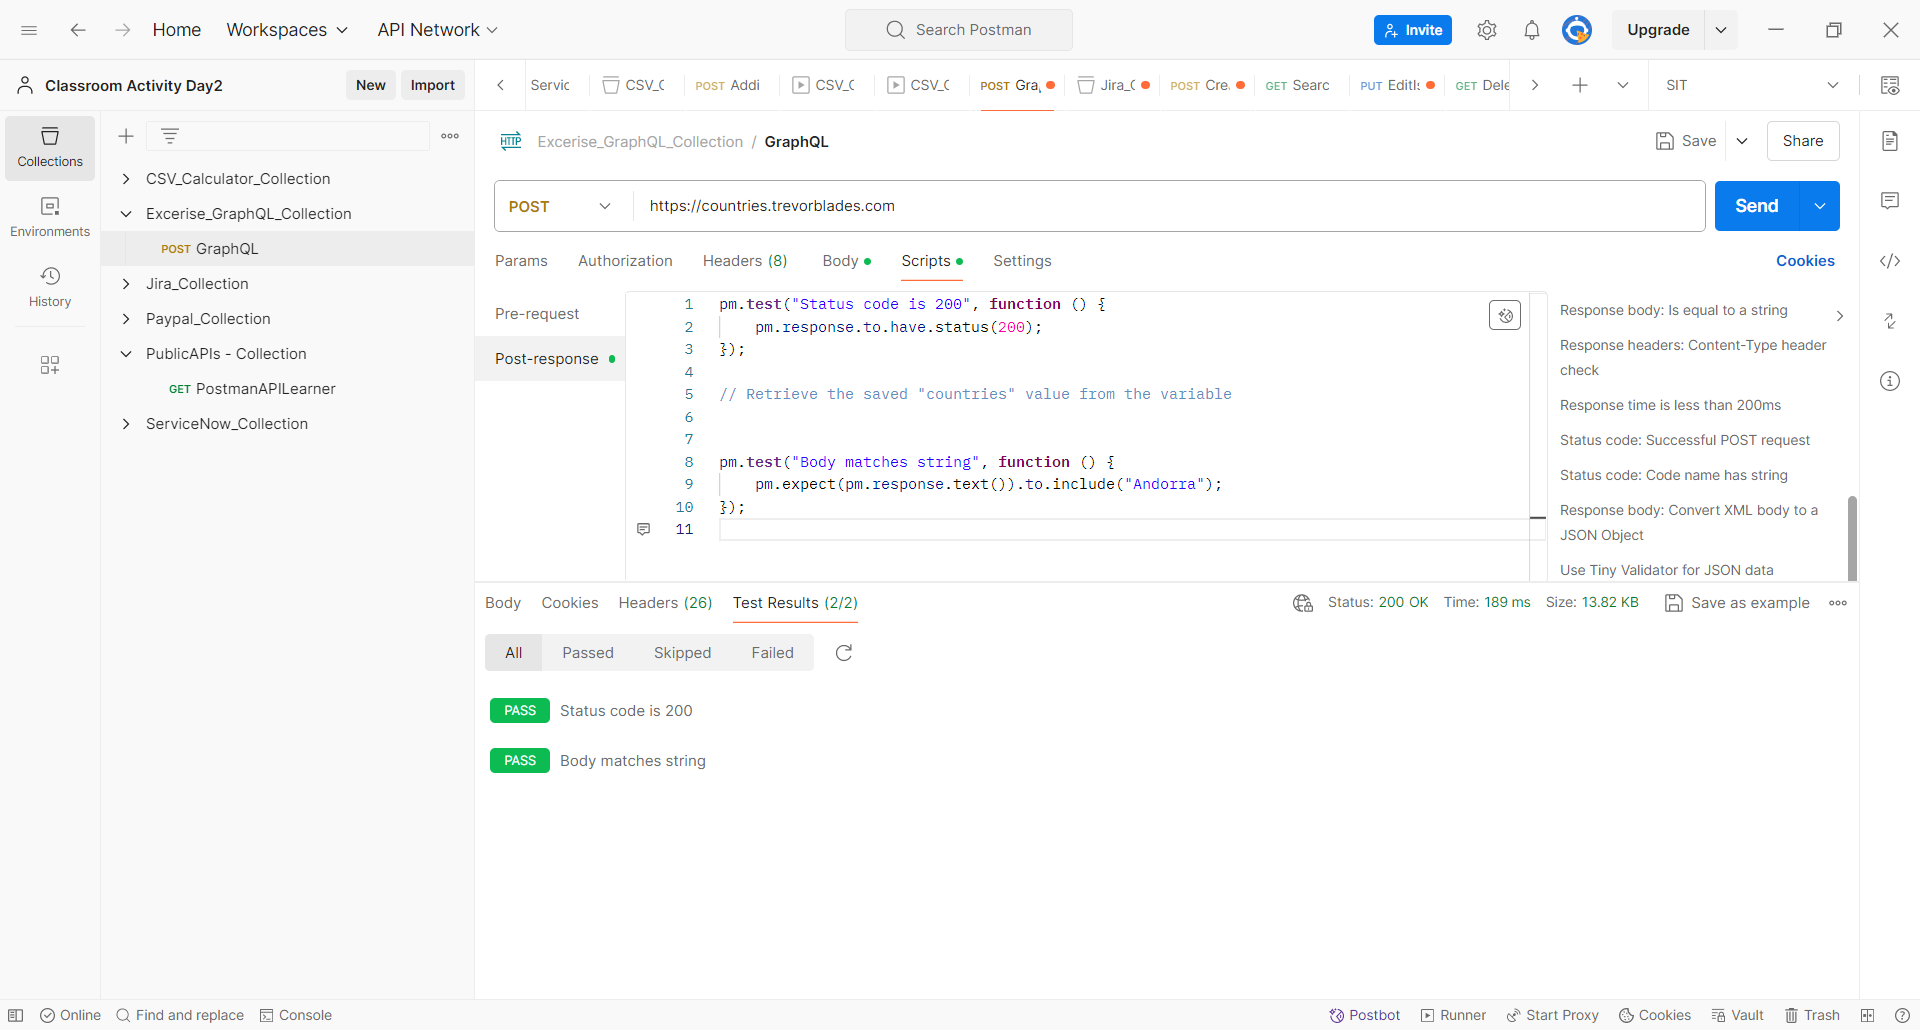 Home
Workspaces
API Network
Search Postman
Invite
Upgrade
Classroom Activity Day2
New
Import
Servic
CSV_C
POST Addi
CSV_C
CSV_C
POST Gra
Jira_C
POST Cre
GET Searc
PUT EditI
GET Dele
SIT
Collections
Environments
History
CSV_Calculator_Collection
Excerise_GraphQL_Collection
POST GraphQL
Jira_Collection
Paypal_Collection
PublicAPIs - Collection
GET PostmanAPILearner
ServiceNow_Collection
HTTP Excerise_GraphQL_Collection / GraphQL
Save
Share
POST
https://countries.trevorblades.com
Send
Params
Authorization
Headers (8)
Body
Scripts
Settings
Cookies
Pre-request
Post-response
1 pm.test("Status code is 200", function () {
2 pm.response.to.have.status(200);
3 });
4
5 // Retrieve the saved "countries" value from the variable
6
7
8 pm.test("Body matches string", function () {
9 pm.expect(pm.response.text()).to.include("Andorra");
10 });
11
Response body: Is equal to a string
Response headers: Content-Type header
check
Response time is less than 200ms
Status code: Successful POST request
Status code: Code name has string
Response body: Convert XML body to a
JSON Object
Use Tiny Validator for JSON data
Body
Cookies
Headers (26)
Test Results (2/2)
Status: 200 OK
Time: 189 ms
Size: 13.82 KB
Save as example
All
Passed
Skipped
Failed
PASS Status code is 200
PASS Body matches string
Online
Find and replace
Console
Postbot
Runner
Start Proxy
Cookies
Vault
Trash